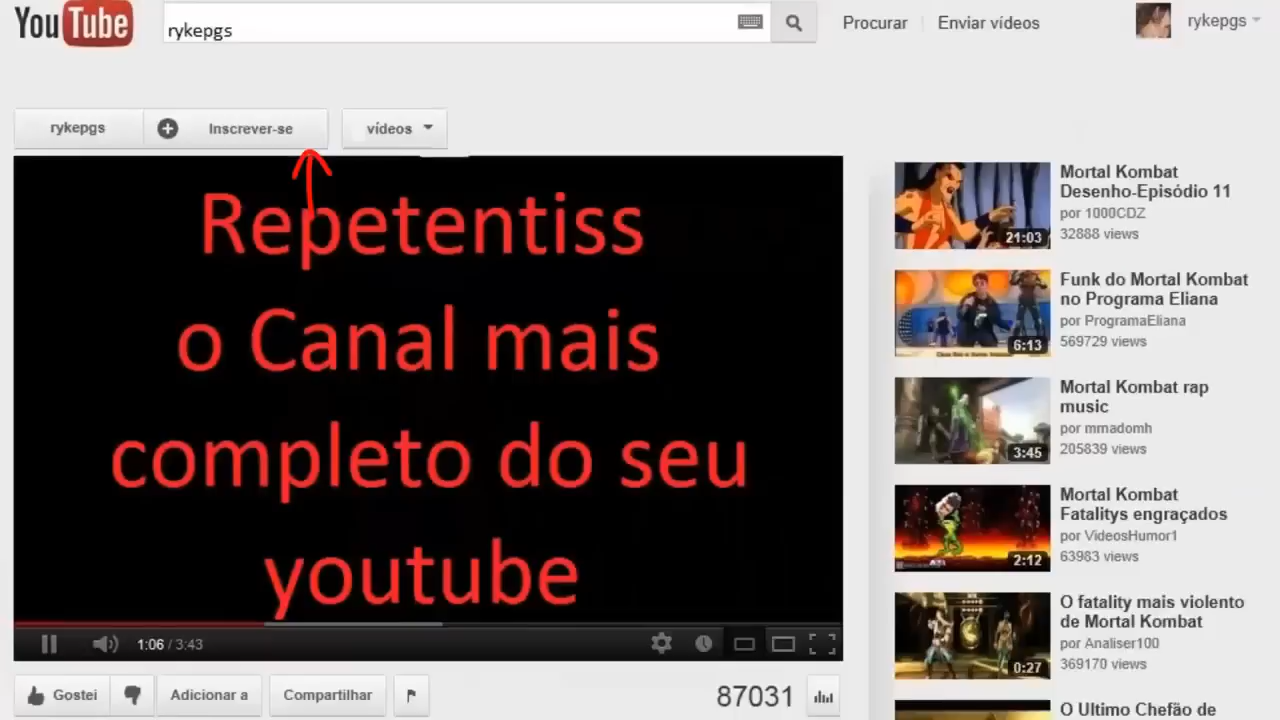 YouTube
rykepgs
Procurar
Enviar vídeos
rykepgs
rykepgs
Inscrever-se
vídeos
Repetentiss
o Canal mais
completo do seu
youtube
1:06 / 3:43
Gostei
Adicionar a
Compartilhar
87031
21:03
Mortal Kombat
Desenho-Episódio 11
por 1000CDZ
32888 views
6:13
Funk do Mortal Kombat
no Programa Eliana
por ProgramaEliana
569729 views
3:45
Mortal Kombat rap
music
por mmadomh
205839 views
2:12
Mortal Kombat
Fatalitys engraçados
por VideosHumor1
63983 views
0:27
O fatality mais violento
de Mortal Kombat
por Analiser100
369170 views
O Ultimo Chefão de